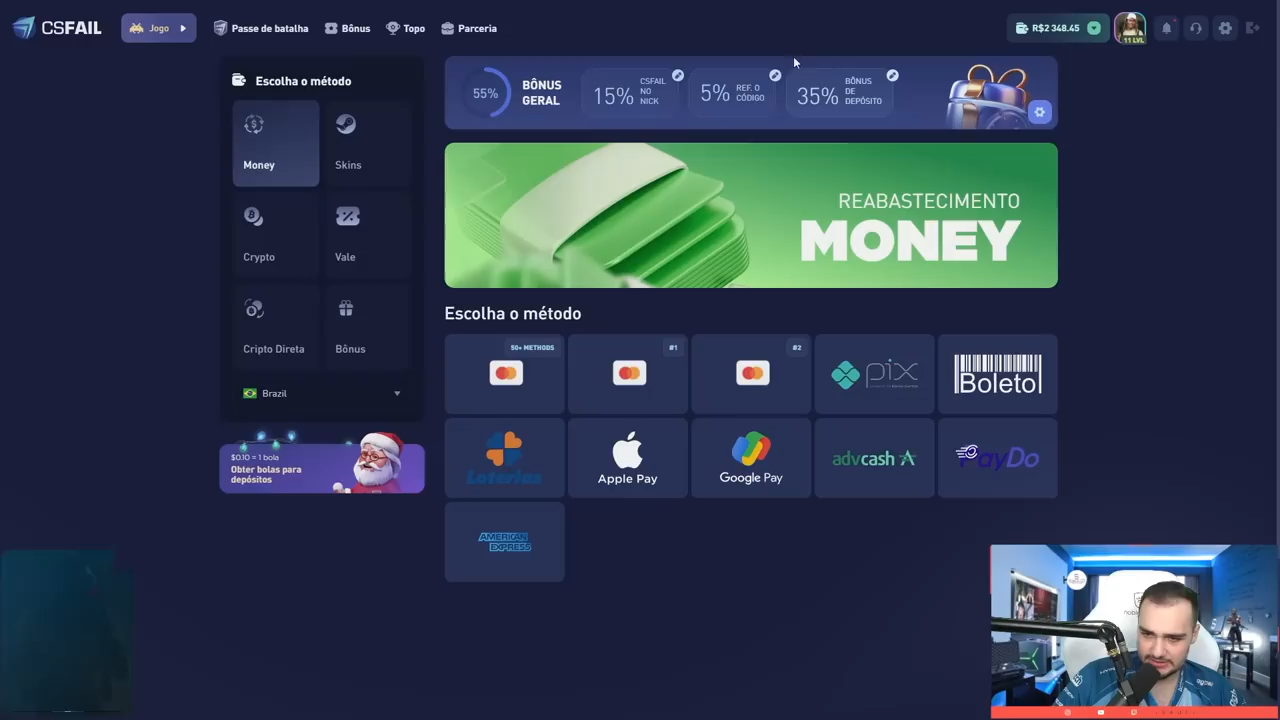 CSFAIL
Jogo
Passe de batalha
Bônus
Topo
Parceria
R$2 348.45
11 LVL
Escolha o método
Money
Skins
Crypto
Vale
Cripto Direta
Bônus
Brazil
$0.10 = 1 bola
Obter bolas para
depósitos
55%
BÔNUS
GERAL
15%
CSFAIL
NO
NICK
5%
REF. O
CÓDIGO
35%
BÔNUS
DE
DEPÓSITO
REABASTECIMENTO
MONEY
Escolha o método
50+ METHODS
#1
#2
pix
Boleto
Loterias
Apple Pay
Google Pay
advcash
PayDo
AMERICAN
EXPRESS